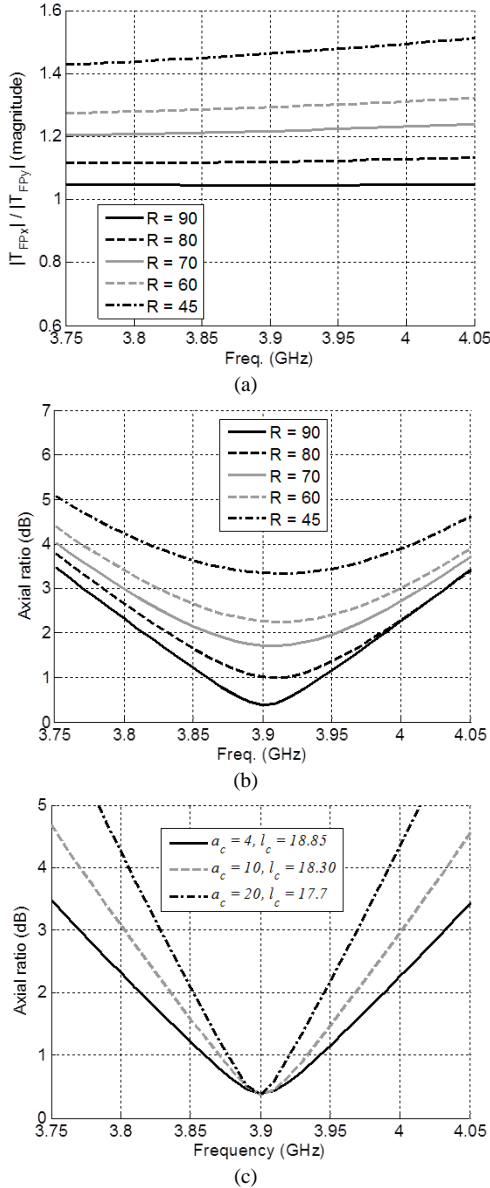 1.6
1.4
1.2
1
0.8
0.6
|T_FPx| / |T_FPy| (magnitude)
R = 90
R = 80
R = 70
R = 60
R = 45
3.75 3.8 3.85 3.9 3.95 4 4.05
Freq. (GHz)
(a)
7
6
5
4
3
2
1
0
Axial ratio (dB)
R = 90
R = 80
R = 70
R = 60
R = 45
3.75 3.8 3.85 3.9 3.95 4 4.05
Freq. (GHz)
(b)
5
4
3
2
1
0
Axial ratio (dB)
a_c = 4, l_c = 18.85
a_c = 10, l_c = 18.30
a_c = 20, l_c = 17.7
3.75 3.8 3.85 3.9 3.95 4 4.05
Frequency (GHz)
(c)